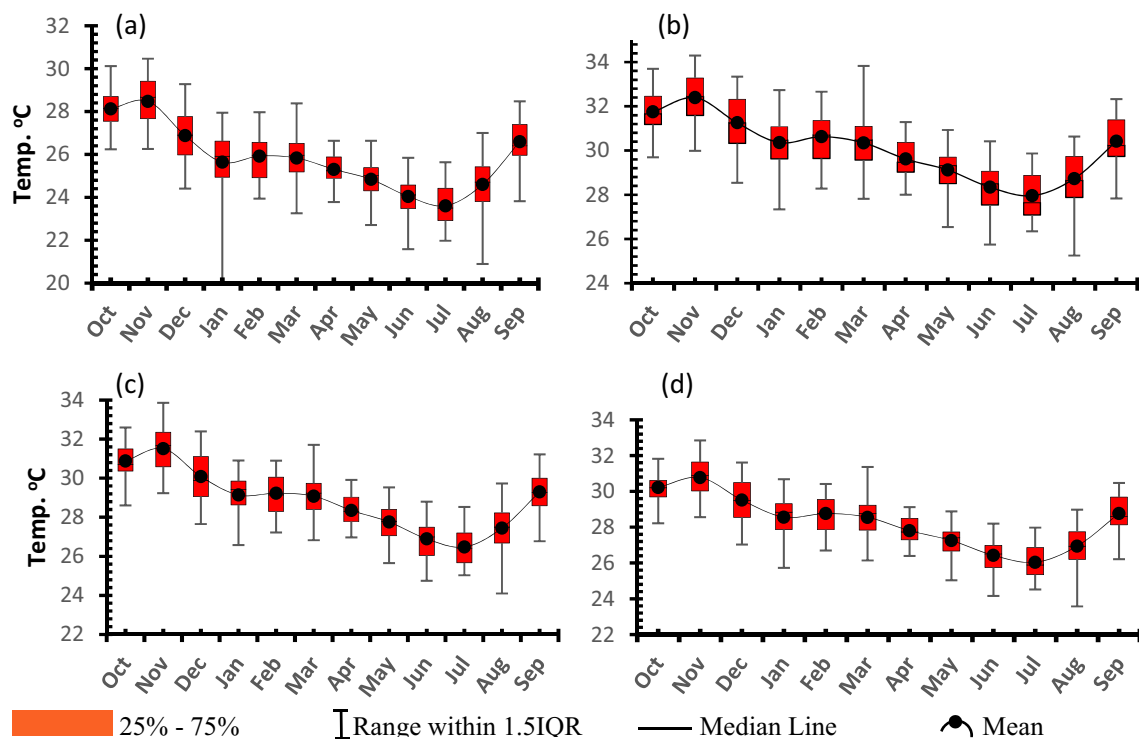 (a)
Temp. ºC
32
30
28
26
24
22
20
Oct Nov Dec Jan Feb Mar Apr May Jun Jul Aug Sep
(b)
34
32
30
28
26
24
Oct Nov Dec Jan Feb Mar Apr May Jun Jul Aug Sep
(c)
Temp. ºC
34
32
30
28
26
24
22
Oct Nov Dec Jan Feb Mar Apr May Jun Jul Aug Sep
(d)
34
32
30
28
26
24
22
Oct Nov Dec Jan Feb Mar Apr May Jun Jul Aug Sep
25% - 75% Range within 1.5IQR Median Line Mean